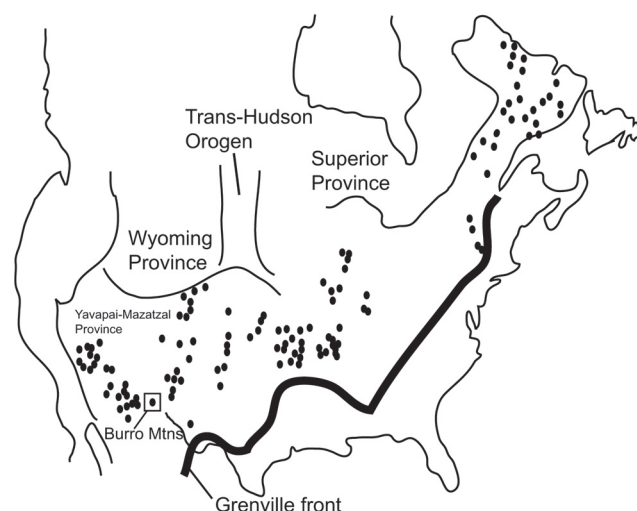 Trans-Hudson
Orogen
Superior
Province
Wyoming
Province
Yavapai-Mazatzal
Province
Burro Mtns
Grenville front